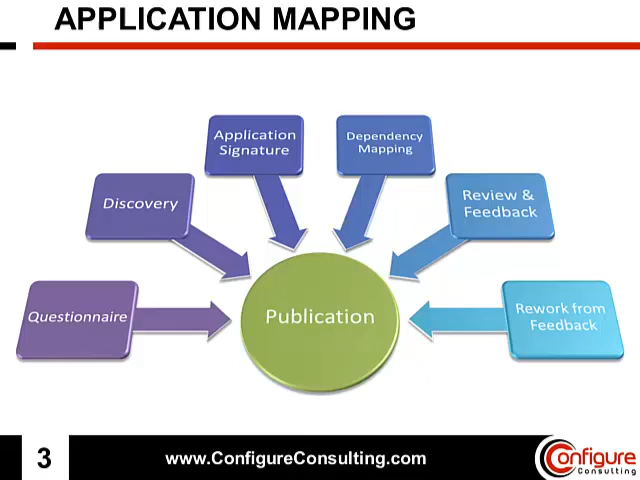 APPLICATION MAPPING
Application
Signature
Dependency
Mapping
Discovery
Review &
Feedback
Questionnaire
Publication
Rework from
Feedback
3
www.ConfigureConsulting.com
Configure
Consulting